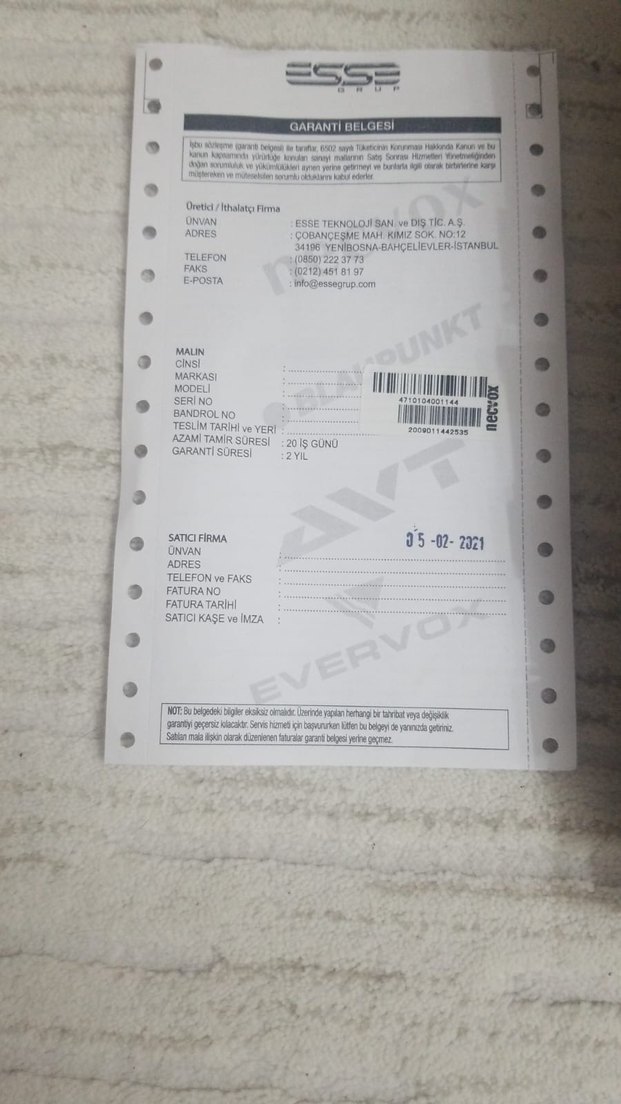 ESSE
GRUP
GARANTİ BELGESİ
İşbu sözleşme (garanti belgesi) ile taraflar, 6502 sayılı Tüketicinin Korunması Hakkında Kanun ve bu
kanun kapsamında yürürlüğe konulan sanayi mallarının Satış Sonrası Hizmetleri Yönetmeliğinden
doğan sorumluluk ve yükümlülükleri aynen yerine getirmeyi ve bunlarla ilgili olarak birbirlerine karşı
müştereken ve müteselsilen sorumlu olduklarını kabul ederler.
necvox
Üretici / İthalatçı Firma
ÜNVAN : ESSE TEKNOLOJİ SAN. ve DIŞ TİC. A.Ş.
ADRES : ÇOBANÇEŞME MAH. KIMIZ SOK. NO:12
34196 YENİBOSNA-BAHÇELİEVLER-İSTANBUL
TELEFON : (0850) 222 37 73
FAKS : (0212) 451 81 97
E-POSTA : info@essegrup.com
BLAUPUNKT
MALIN
CİNSİ :
MARKASI :
MODELİ :
SERİ NO :
BANDROL NO :
TESLİM TARİHİ ve YERİ :
AZAMİ TAMİR SÜRESİ : 20 İŞ GÜNÜ
GARANTİ SÜRESİ : 2 YIL
4710104001144
2009011442535
necvox
AVT
SATICI FİRMA
05-02-2021
ÜNVAN :
ADRES :
TELEFON ve FAKS :
FATURA NO :
FATURA TARİHİ :
SATICI KAŞE ve İMZA :
EVERVOX
NOT: Bu belgedeki bilgiler eksiksiz olmalıdır. Üzerinde yapılan herhangi bir tahribat veya değişiklik
garantiyi geçersiz kılacaktır. Servis hizmeti için başvururken lütfen bu belgeyi de yanınızda getiriniz.
Satılan mala ilişkin olarak düzenlenen faturalar garanti belgesi yerine geçmez.